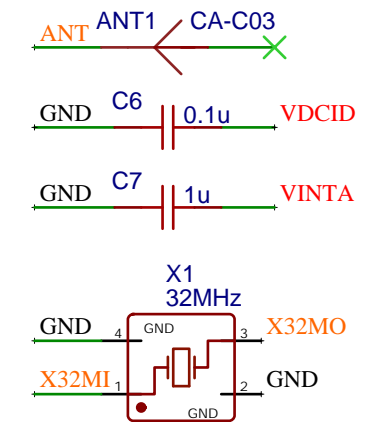 ANT ANT1 CA-C03
GND C6 0.1u VDCID
GND C7 1u VINTA
X1
32MHz
GND 4 GND 3 X32MO
X32MI 1 2 GND
GND